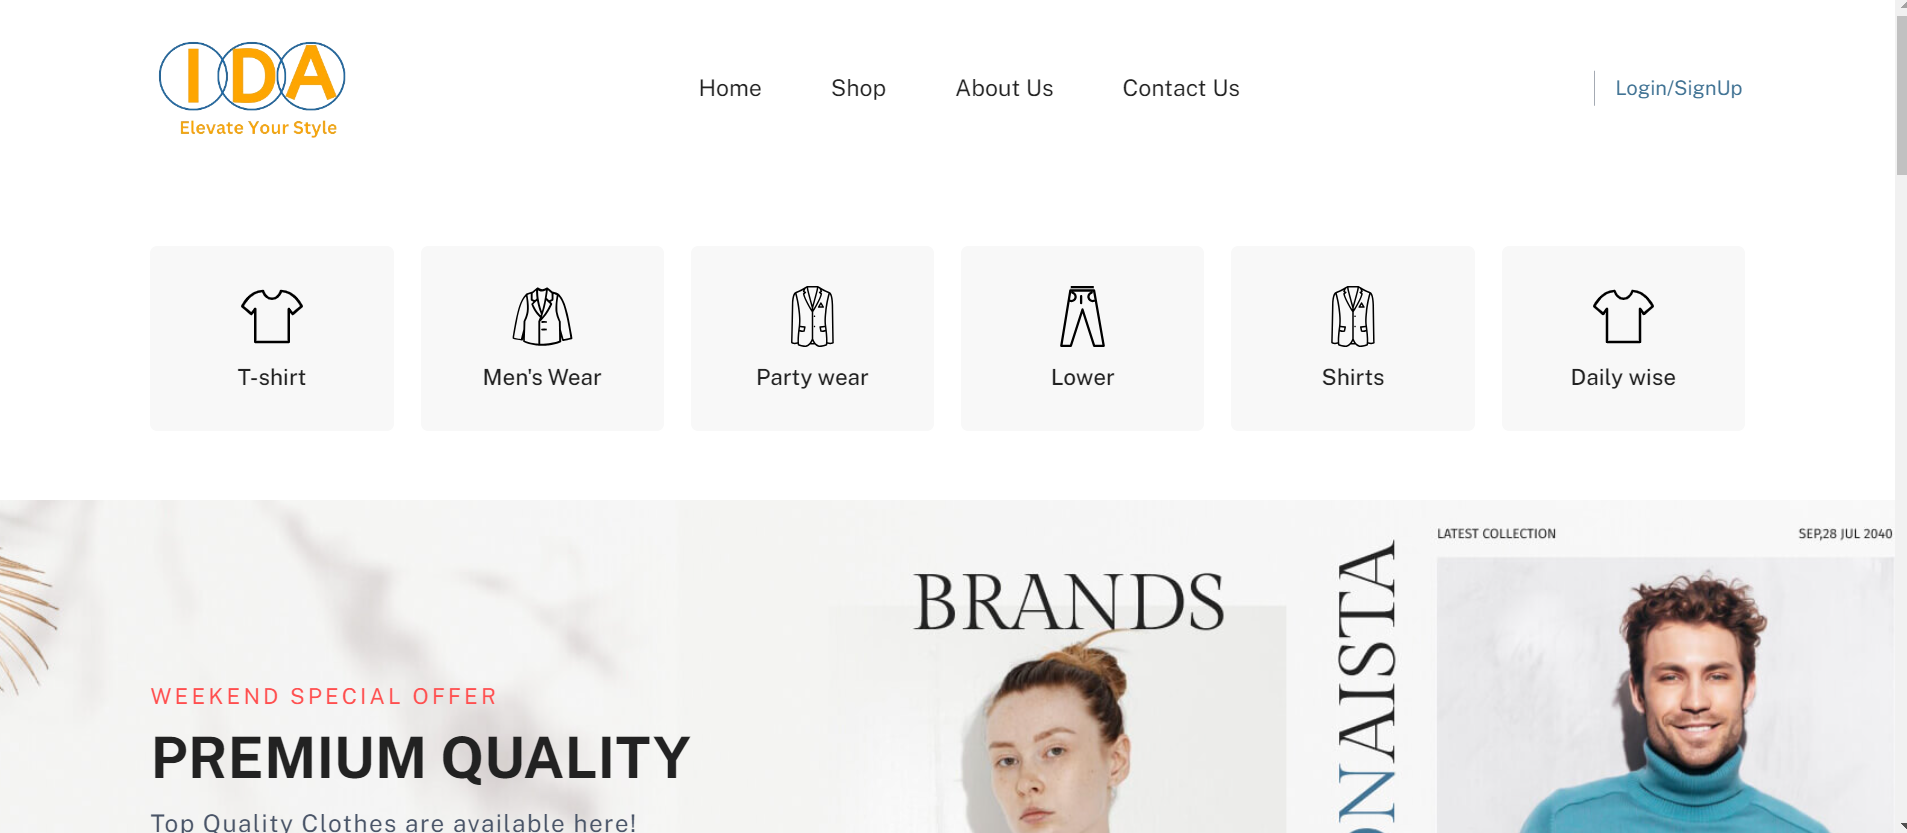 IDA
Elevate Your Style
Home
Shop
About Us
Contact Us
Login/SignUp
T-shirt
Men's Wear
Party wear
Lower
Shirts
Daily wise
WEEKEND SPECIAL OFFER
PREMIUM QUALITY
Top Quality Clothes are available here!
BRANDS
ONAISTA
LATEST COLLECTION
SEP,28 JUL 2040